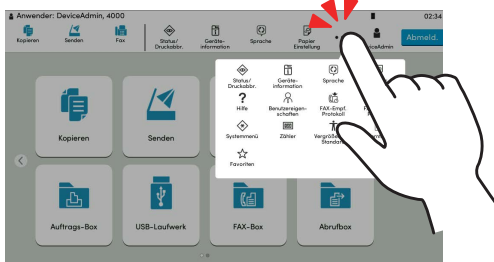 Anwender: DeviceAdmin, 4000
02:34
Kopieren
Senden
Fax
Status/
Druckabbr.
Geräte-
information
Sprache
Papier
Einstellung
DeviceAdmin
Abmeld.
Status/
Druckabbr.
Geräte-
information
Sprache
Hilfe
Benutzereigen-
schaften
FAX-Empf.
Protokoll
Systemmenü
Zähler
Standard
Favoriten
Kopieren
Senden
Auftrags-Box
USB-Laufwerk
FAX-Box
Abrufbox